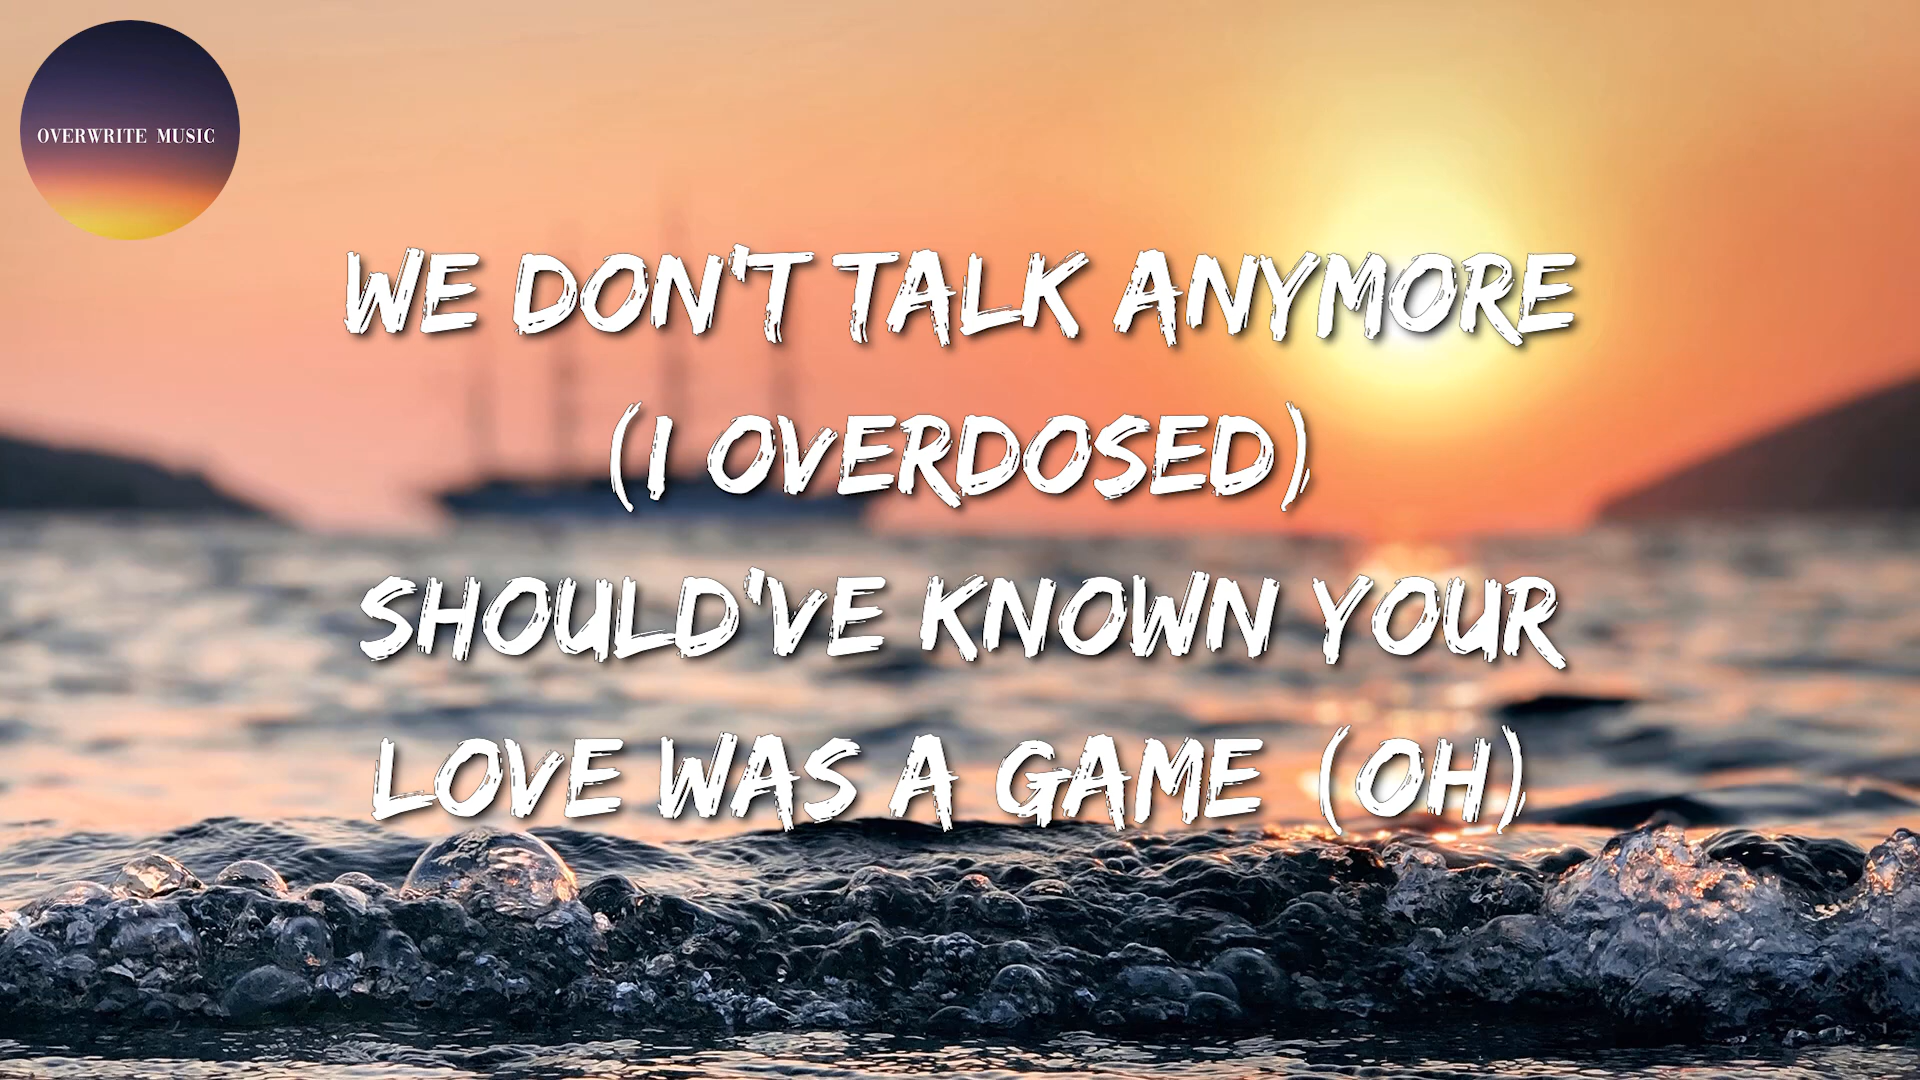 OVERWRITE MUSIC
WE DON'T TALK ANYMORE
(I OVERDOSED)
SHOULD'VE KNOWN YOUR
LOVE WAS A GAME (OH)